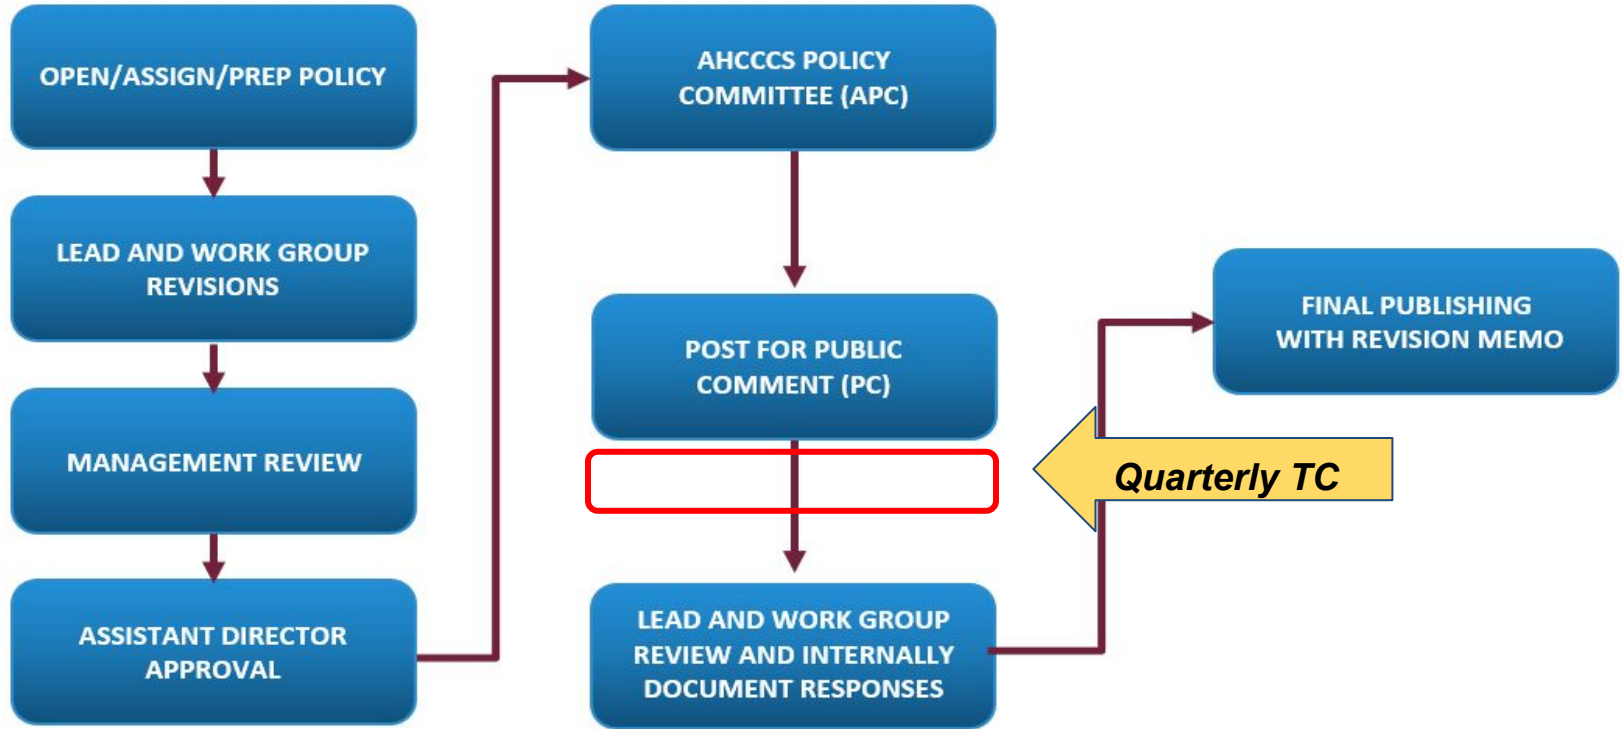 OPEN/ASSIGN/PREP POLICY
LEAD AND WORK GROUP
REVISIONS
MANAGEMENT REVIEW
ASSISTANT DIRECTOR
APPROVAL
AHCCCS POLICY
COMMITTEE (APC)
POST FOR PUBLIC
COMMENT (PC)
Quarterly TC
LEAD AND WORK GROUP
REVIEW AND INTERNALLY
DOCUMENT RESPONSES
FINAL PUBLISHING
WITH REVISION MEMO